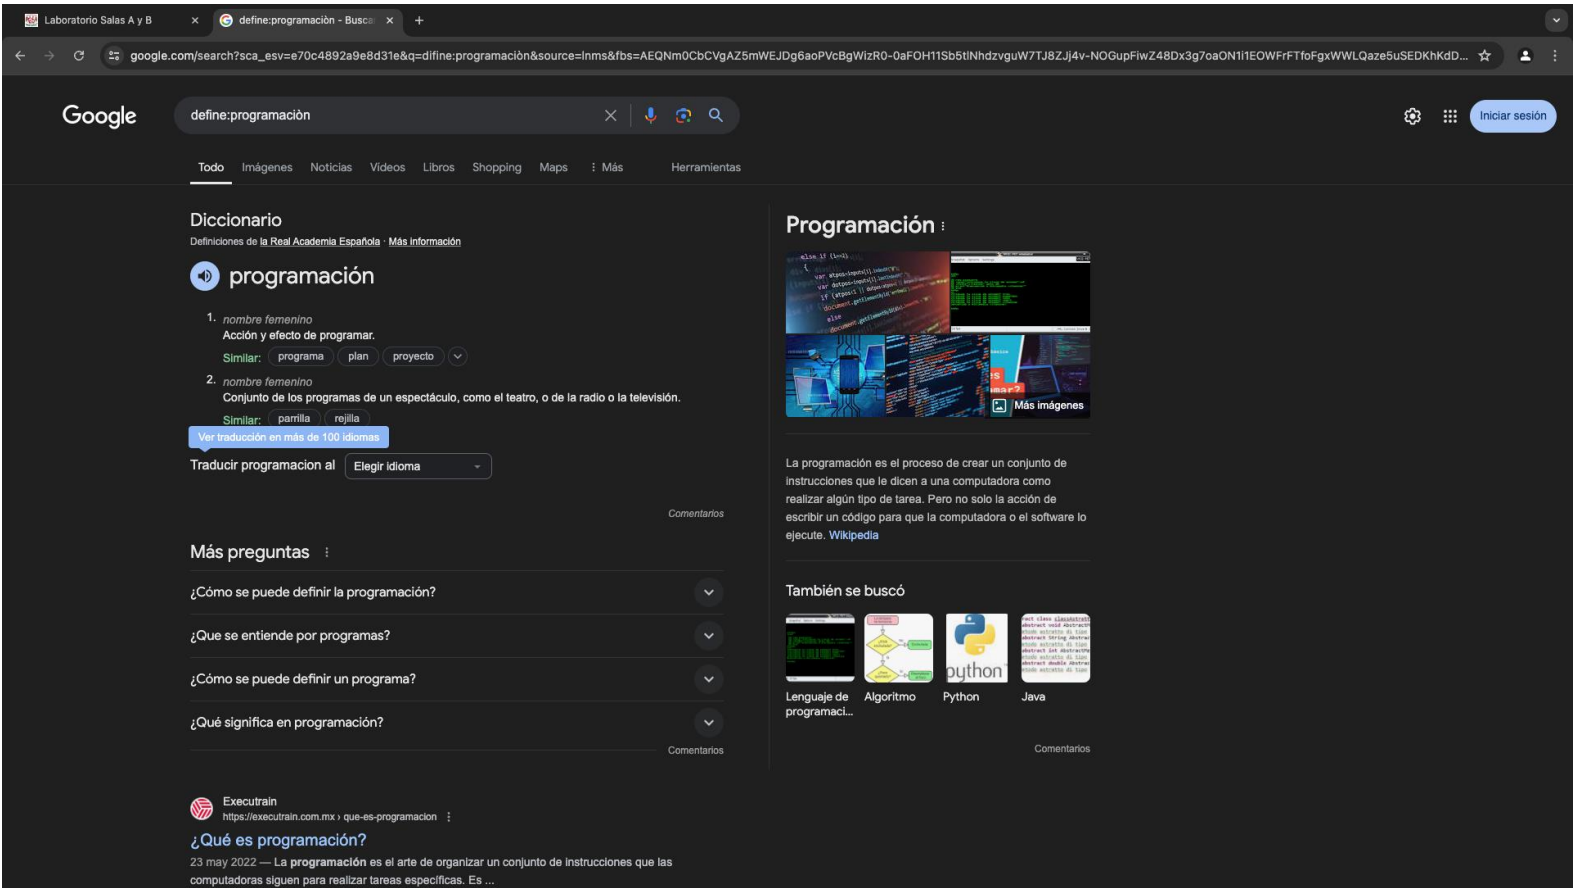 Laboratorio Salas A y B
define:programaciòn - Busca
google.com/search?sca_esv=e70c4892a9e8d31e&q=difine:programaciòn&source=lnms&fbs=AEQNm0CbCVgAZ5mWEJDg6aoPVcBgWizR0-0aFOH11Sb5tlNhdzvguW7TJ8ZJj4v-NOGupFiwZ48Dx3g7oaON1i1EOWFrFTfoFgxWWLQaze5uSEDKhKdD...
Google
define:programaciòn
Iniciar sesión
Todo Imágenes Noticias Videos Libros Shopping Maps Más Herramientas
Diccionario
Definiciones de la Real Academia Española · Más información
programación
1. nombre femenino
Acción y efecto de programar.
Similar: programa plan proyecto
2. nombre femenino
Conjunto de los programas de un espectáculo, como el teatro, o de la radio o la televisión.
Similar: parrilla rejilla
Ver traducción en más de 100 idiomas
Traducir programacion al Elegir idioma
Comentarios
Más preguntas
¿Cómo se puede definir la programación?
¿Que se entiende por programas?
¿Cómo se puede definir un programa?
¿Qué significa en programación?
Comentarios
Executrain
https://executrain.com.mx › que-es-programacion
¿Qué es programación?
23 may 2022 — La programación es el arte de organizar un conjunto de instrucciones que las
computadoras siguen para realizar tareas específicas. Es ...
Programación
Más imágenes
La programación es el proceso de crear un conjunto de
instrucciones que le dicen a una computadora como
realizar algún tipo de tarea. Pero no solo la acción de
escribir un código para que la computadora o el software lo
ejecute. Wikipedia
También se buscó
python
Lenguaje de
programaci...
Algoritmo
Python
Java
Comentarios